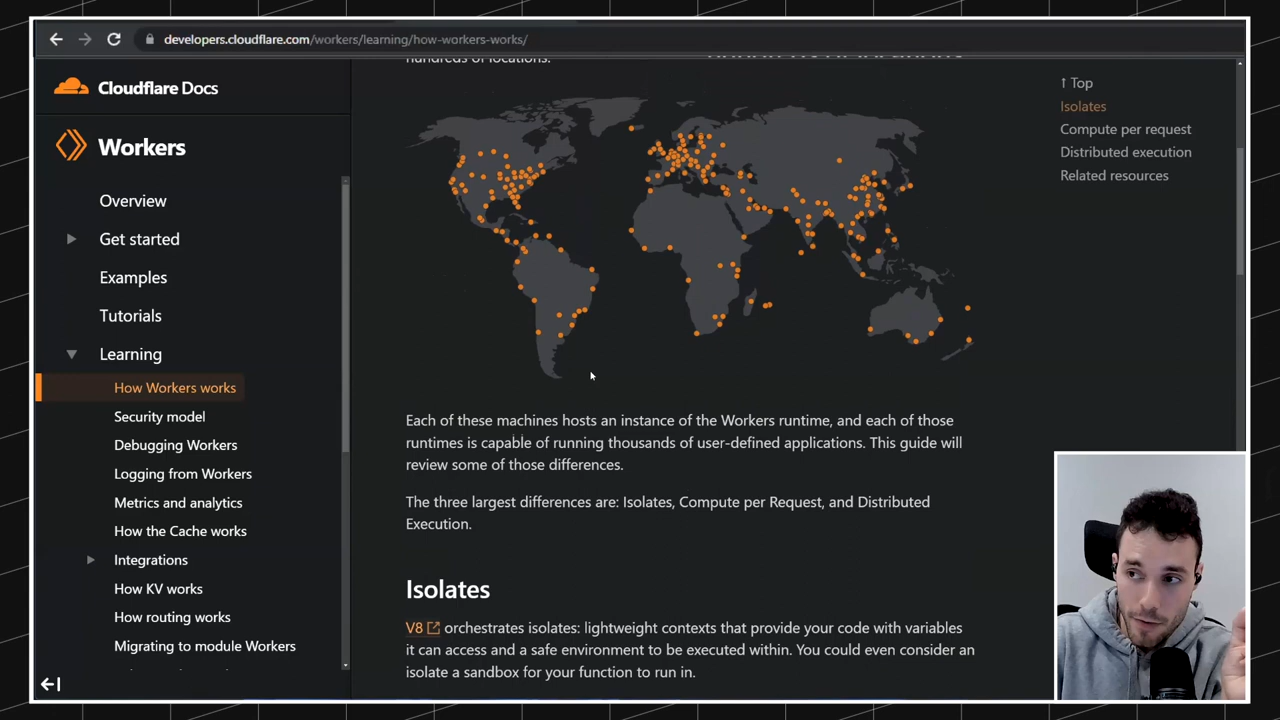 developers.cloudflare.com/workers/learning/how-workers-works/
Cloudflare Docs
Workers
Overview
Get started
Examples
Tutorials
Learning
How Workers works
Security model
Debugging Workers
Logging from Workers
Metrics and analytics
How the Cache works
Integrations
How KV works
How routing works
Migrating to module Workers
hundreds of locations.
Each of these machines hosts an instance of the Workers runtime, and each of those
runtimes is capable of running thousands of user-defined applications. This guide will
review some of those differences.
The three largest differences are: Isolates, Compute per Request, and Distributed
Execution.
Isolates
V8 orchestrates isolates: lightweight contexts that provide your code with variables
it can access and a safe environment to be executed within. You could even consider an
isolate a sandbox for your function to run in.
↑ Top
Isolates
Compute per request
Distributed execution
Related resources